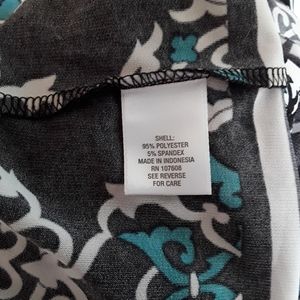 SHELL:
95% POLYESTER
5% SPANDEX
MADE IN INDONESIA
RN 107608
SEE REVERSE
FOR CARE